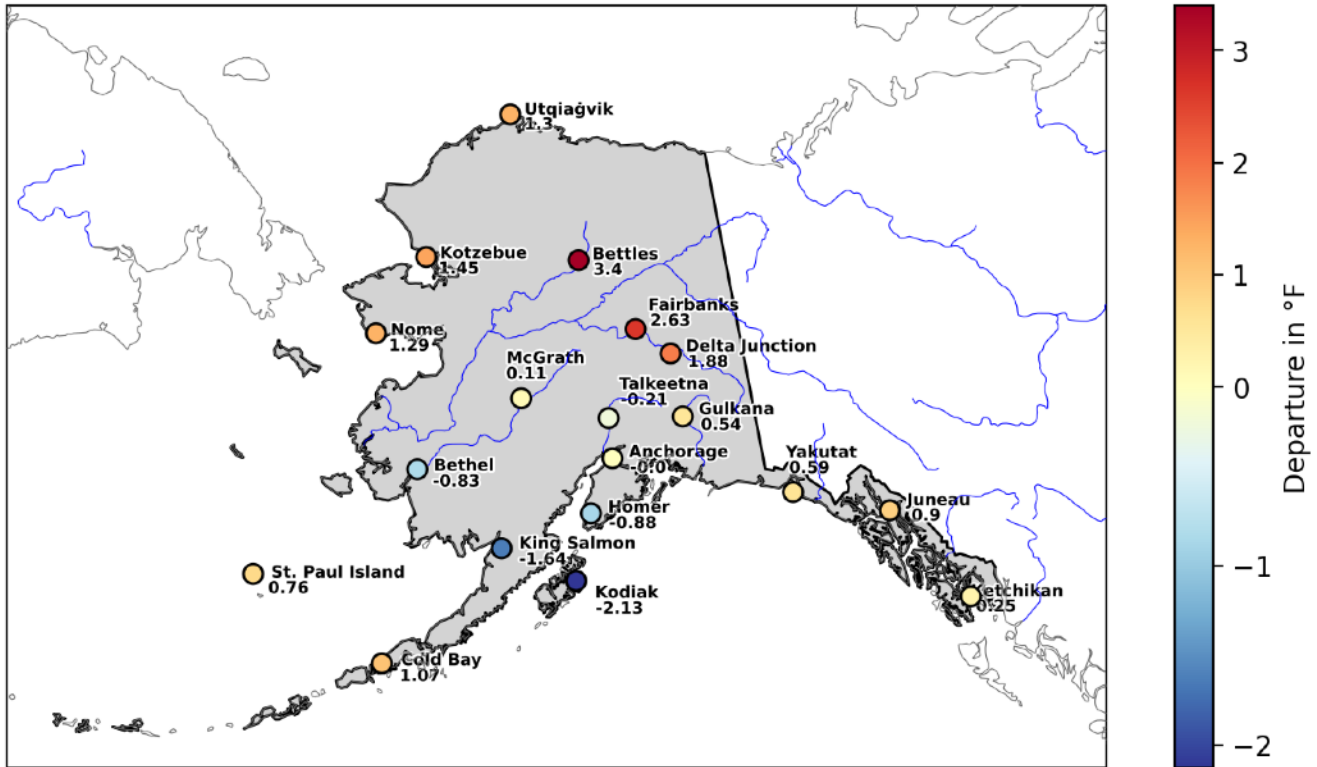 Utqiaġvik
1.3
Kotzebue
1.45
Bettles
3.4
Fairbanks
2.63
Nome
1.29
Delta Junction
1.88
McGrath
0.11
Talkeetna
-0.21
Gulkana
0.54
Anchorage
-0.0
Yakutat
0.59
Bethel
-0.83
Juneau
0.9
Homer
-0.88
King Salmon
-1.64
St. Paul Island
0.76
Kodiak
-2.13
Ketchikan
0.25
Cold Bay
1.07
3
2
1
0
−1
−2
Departure in °F